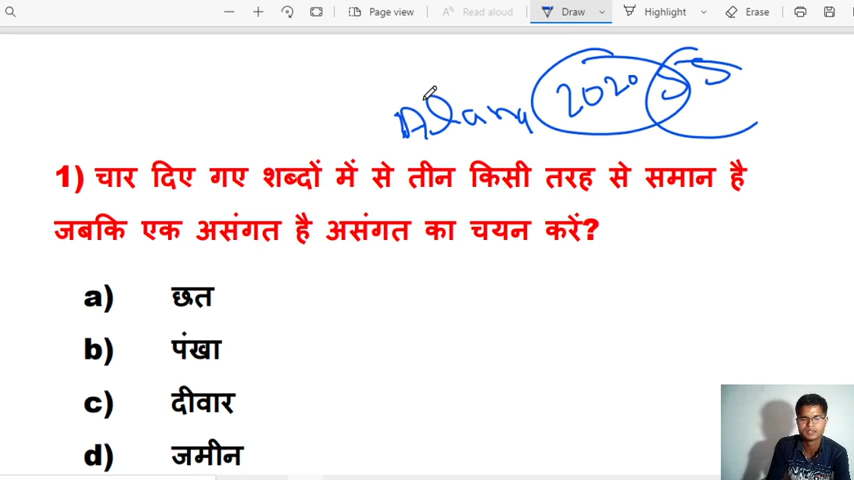 Page view
Read aloud
Draw
Highlight
Erase
2020
1) चार दिए गए शब्दों में से तीन किसी तरह से समान है
जबकि एक असंगत है असंगत का चयन करें?
a) छत
b) पंखा
c) दीवार
d) जमीन